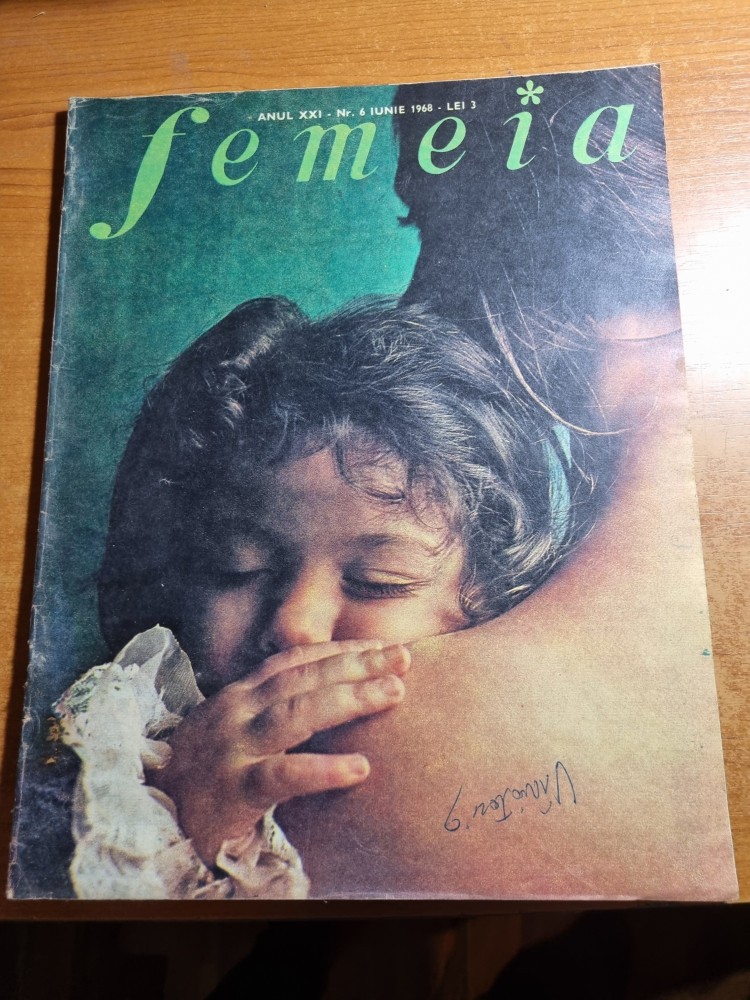 - ANUL XXI - Nr. 6 IUNIE 1968 - LEI 3
femeia